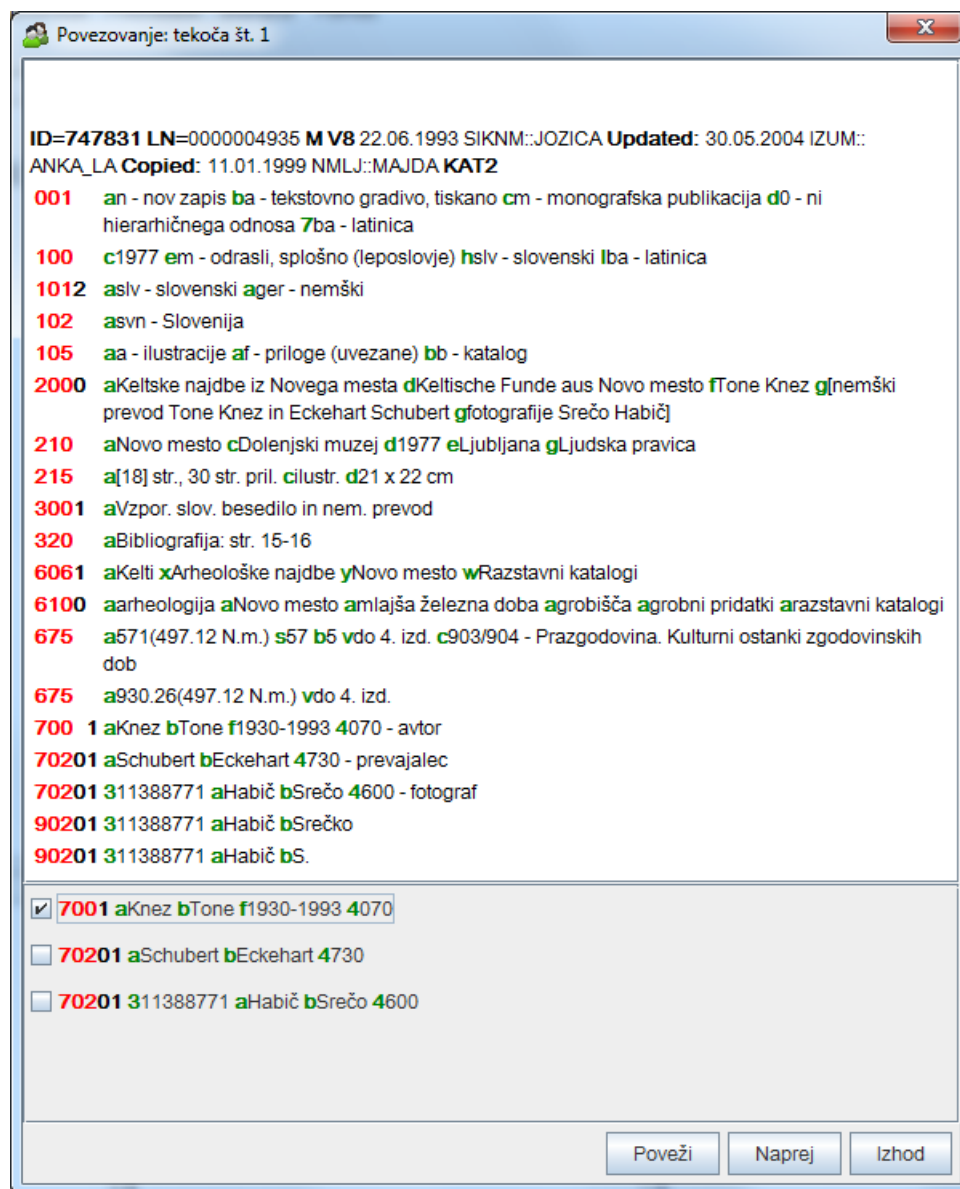 Povezovanje: tekoča št. 1
ID=747831 LN=0000004935 M V8 22.06.1993 SIKNM::JOZICA Updated: 30.05.2004 IZUM::
ANKA_LA Copied: 11.01.1999 NMLJ::MAJDA KAT2
001 an - nov zapis ba - tekstovno gradivo, tiskano cm - monografska publikacija d0 - ni
hierarhičnega odnosa 7ba - latinica
100 c1977 em - odrasli, splošno (leposlovje) hslv - slovenski lba - latinica
1012 aslv - slovenski ager - nemški
102 asvn - Slovenija
105 aa - ilustracije af - priloge (uvezane) bb - katalog
2000 aKeltske najdbe iz Novega mesta dKeltische Funde aus Novo mesto fTone Knez g[nemški
prevod Tone Knez in Eckehart Schubert gfotografije Srečo Habič]
210 aNovo mesto cDolenjski muzej d1977 eLjubljana gLjudska pravica
215 a[18] str., 30 str. pril. cilustr. d21 x 22 cm
3001 aVzpor. slov. besedilo in nem. prevod
320 aBibliografija: str. 15-16
6061 aKelti xArheološke najdbe yNovo mesto wRazstavni katalogi
6100 aarheologija aNovo mesto amlajša železna doba agrobišča agrobni pridatki arazstavni katalogi
675 a571(497.12 N.m.) s57 b5 vdo 4. izd. c903/904 - Prazgodovina. Kulturni ostanki zgodovinskih
dob
675 a930.26(497.12 N.m.) vdo 4. izd.
700 1 aKnez bTone f1930-1993 4070 - avtor
70201 aSchubert bEckehart 4730 - prevajalec
70201 311388771 aHabič bSrečo 4600 - fotograf
90201 311388771 aHabič bSrečko
90201 311388771 aHabič bS.
7001 aKnez bTone f1930-1993 4070
70201 aSchubert bEckehart 4730
70201 311388771 aHabič bSrečo 4600
Poveži Naprej Izhod